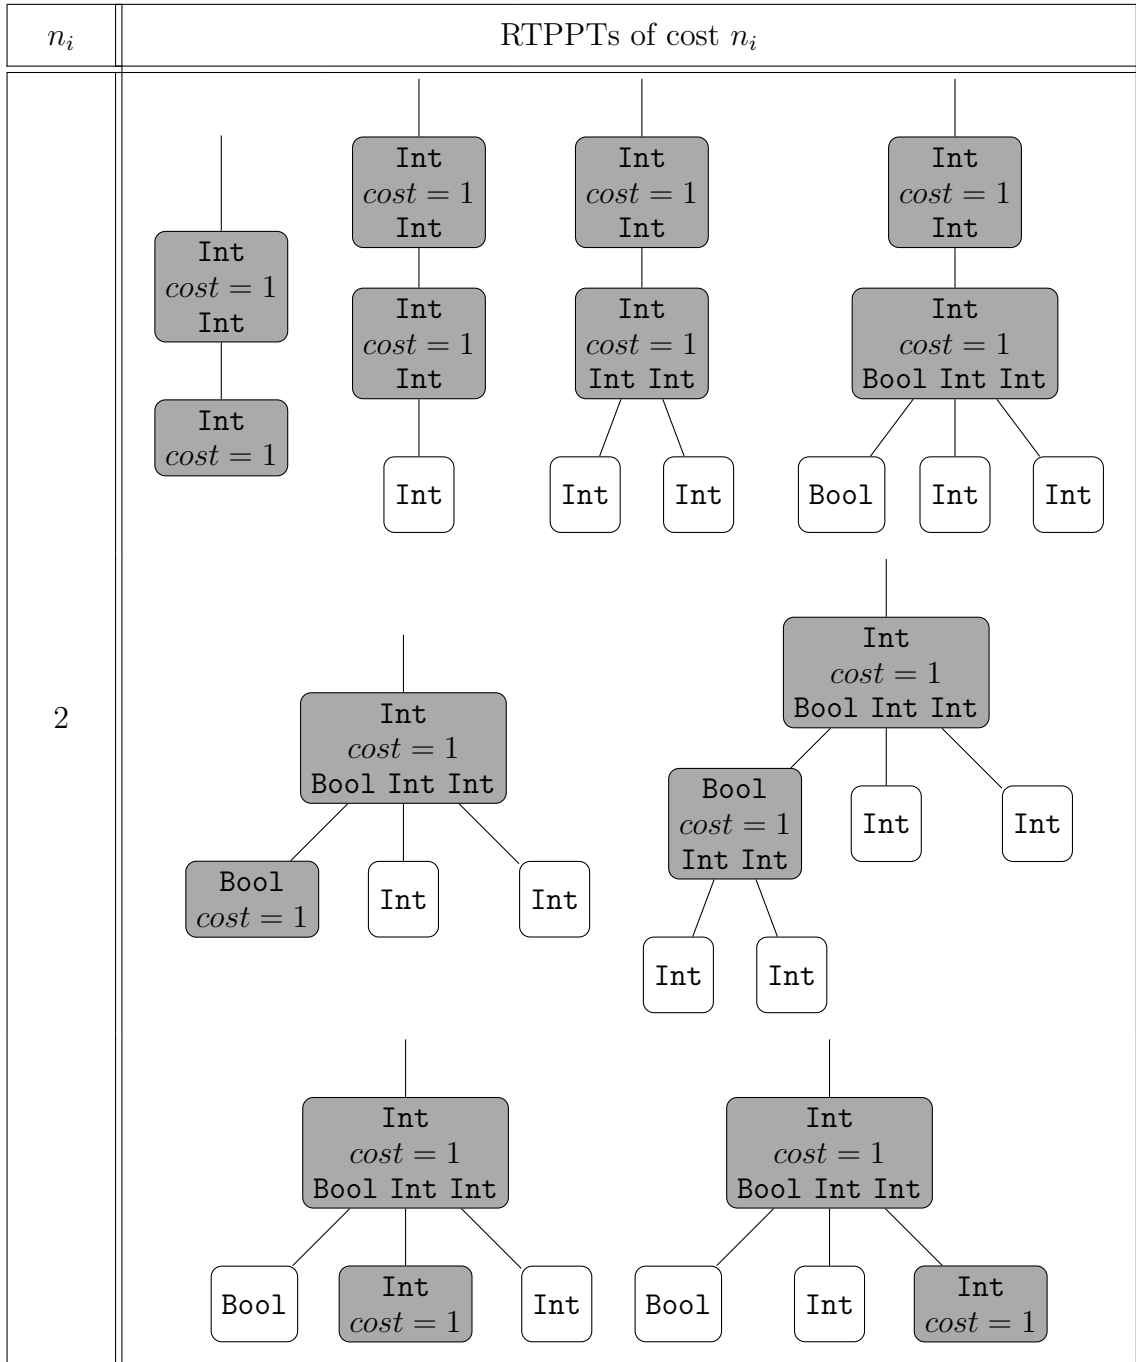 n_i RTPPTs of cost n_i
2
Int
cost = 1
Int
Int
cost = 1
Int
cost = 1
Int
Int
cost = 1
Int
Int
Int
cost = 1
Int
Int
cost = 1
Int Int
Int Int
Int
cost = 1
Int
Int
cost = 1
Bool Int Int
Bool Int Int
Int
cost = 1
Bool Int Int
Bool
cost = 1
Int Int
Int
cost = 1
Bool Int Int
Bool
cost = 1
Int Int
Int Int
Int Int
Int
cost = 1
Bool Int Int
Bool
Int
cost = 1
Int
Int
cost = 1
Bool Int Int
Bool Int
Int
cost = 1